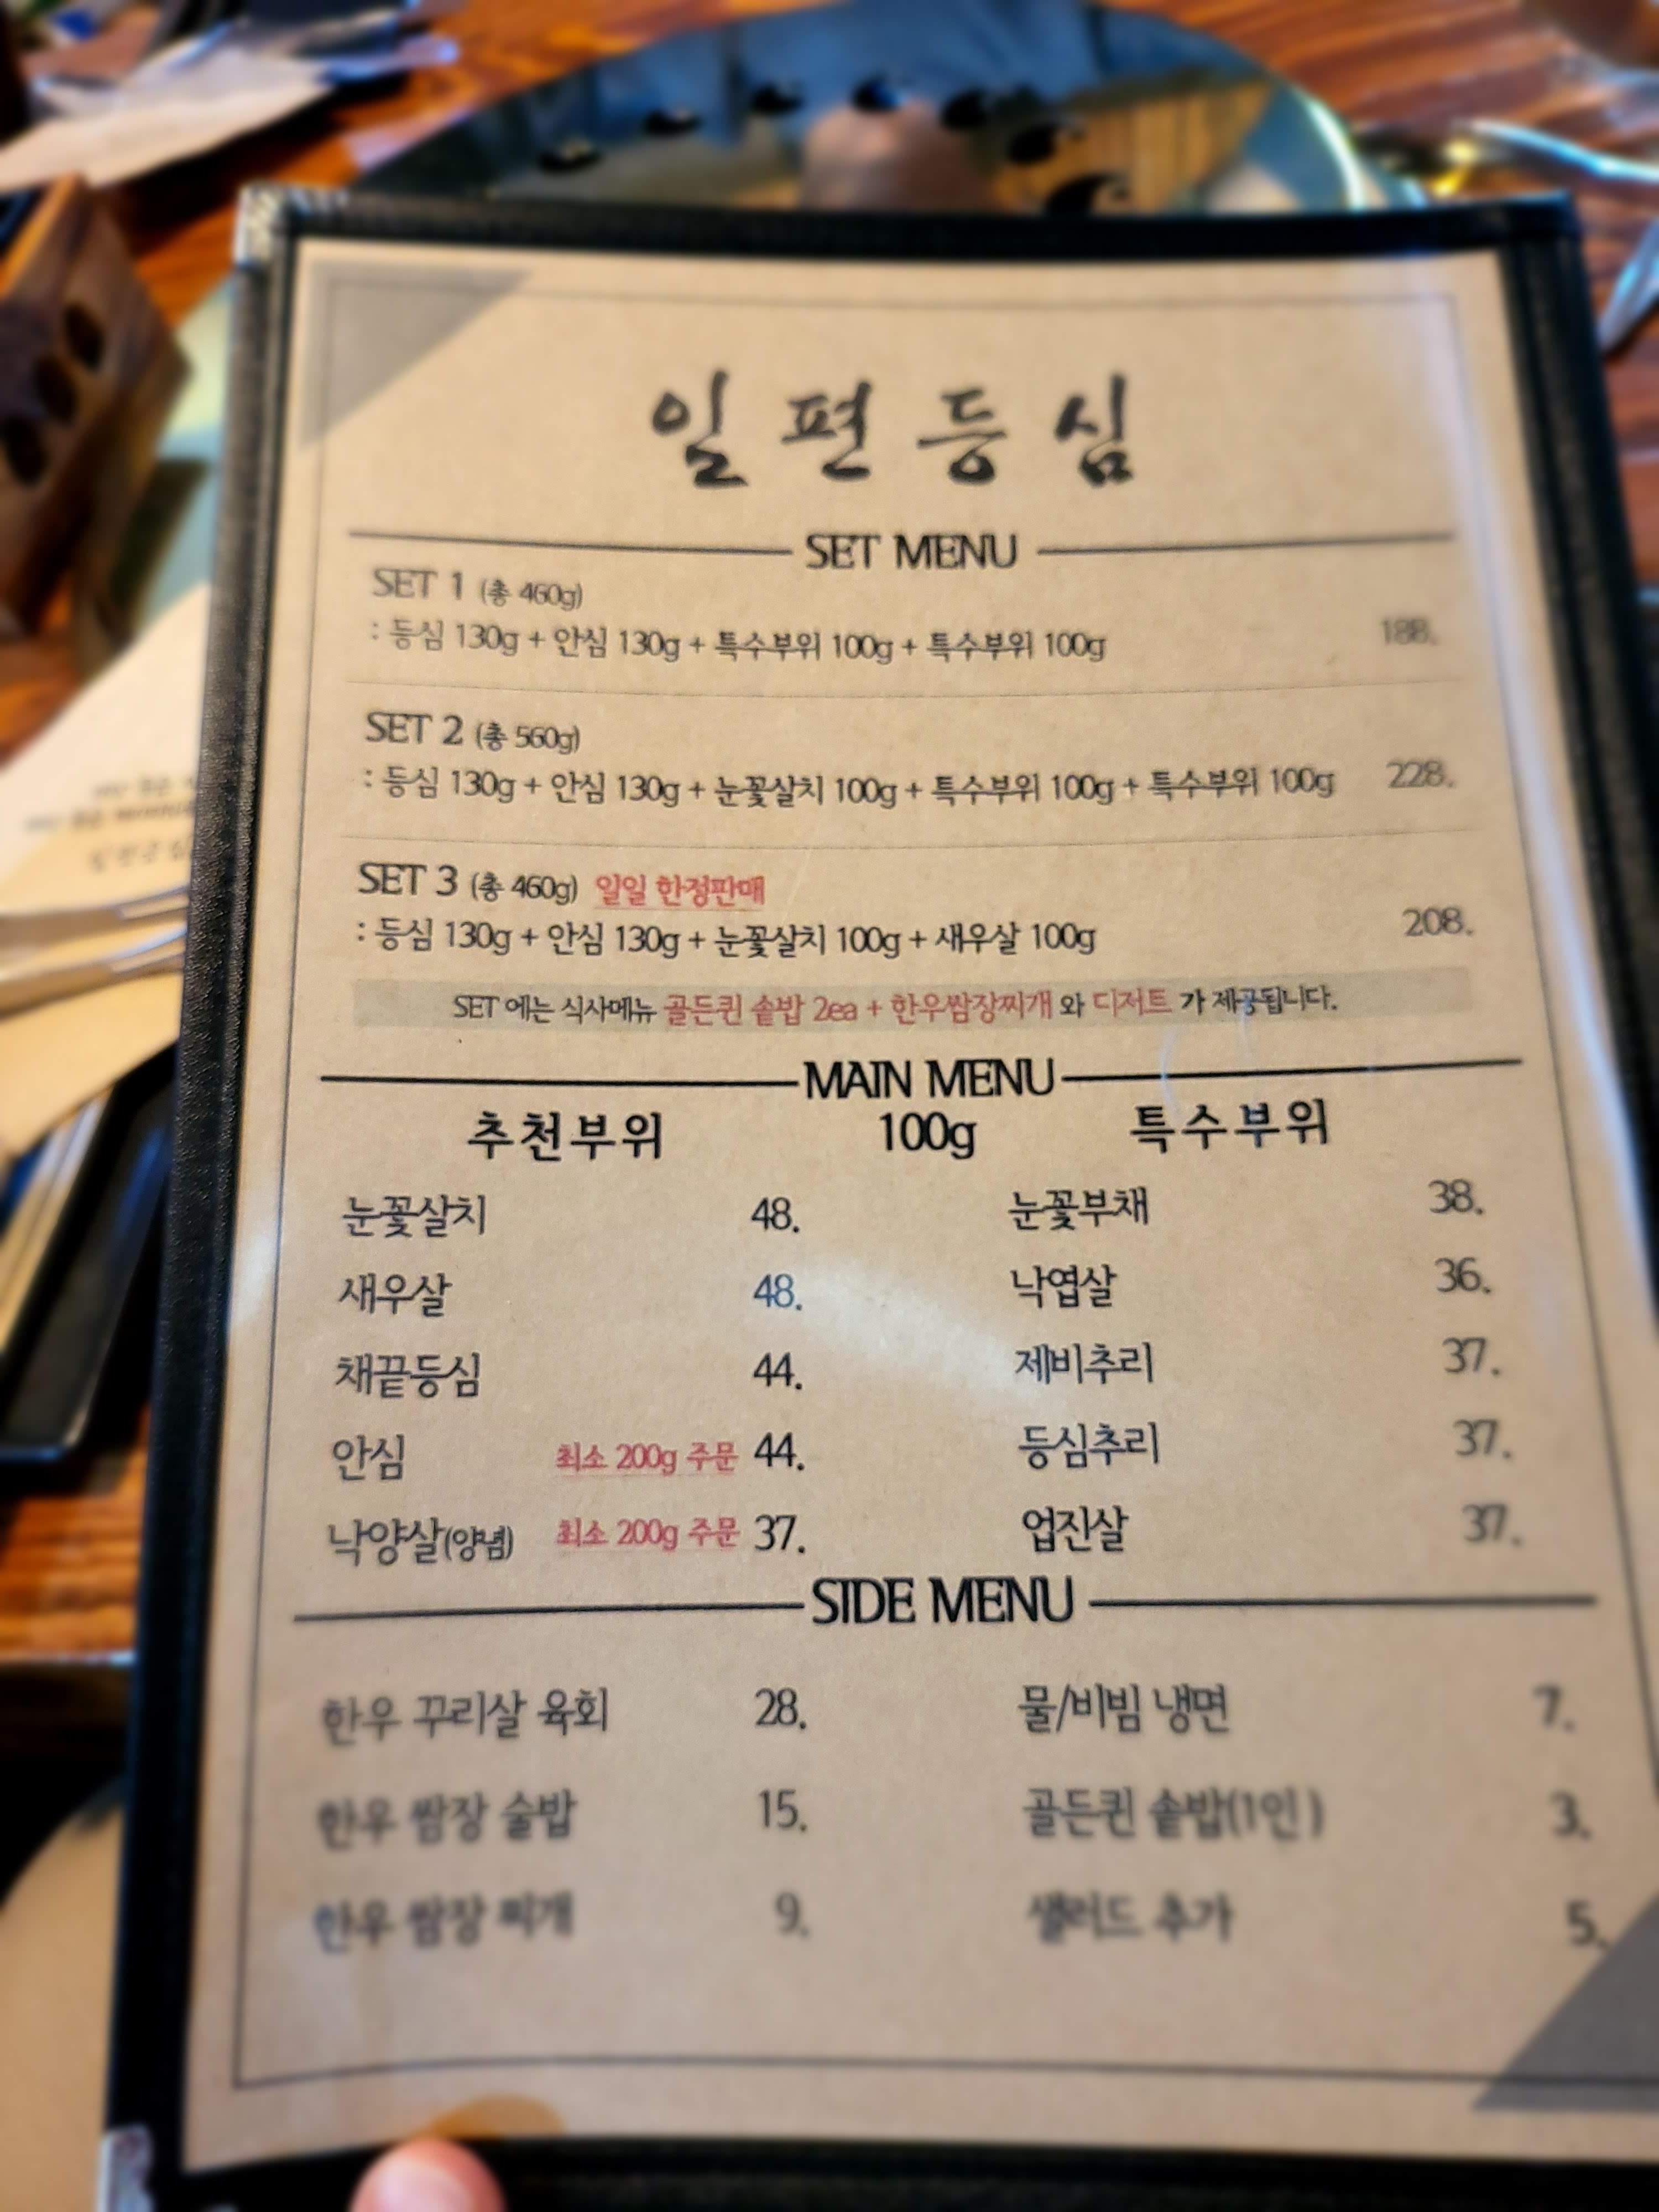 일편등심
SET MENU
SET 1 (총 460g)
: 등심 130g + 안심 130g + 특수부위 100g + 특수부위 100g 188.
SET 2 (총 560g)
: 등심 130g + 안심 130g + 눈꽃살치 100g + 특수부위 100g + 특수부위 100g 228.
SET 3 (총 460g) 일일 한정판매
: 등심 130g + 안심 130g + 눈꽃살치 100g + 새우살 100g 208.
SET 에는 식사메뉴 골든퀸 솥밥 2ea + 한우쌈장찌개 와 디저트 가 제공됩니다.
MAIN MENU
추천부위 100g 특수부위
눈꽃살치 48. 눈꽃부채 38.
새우살 48. 낙엽살 36.
채끝등심 44. 제비추리 37.
안심 최소 200g 주문 44. 등심추리 37.
낙양살(양념) 최소 200g 주문 37. 업진살 37.
SIDE MENU
한우 꾸리살 육회 28. 물/비빔 냉면 7.
한우 쌈장 술밥 15. 골든퀸 솥밥(1인) 3.
한우 쌈장 찌개 9. 샐러드 추가 5.